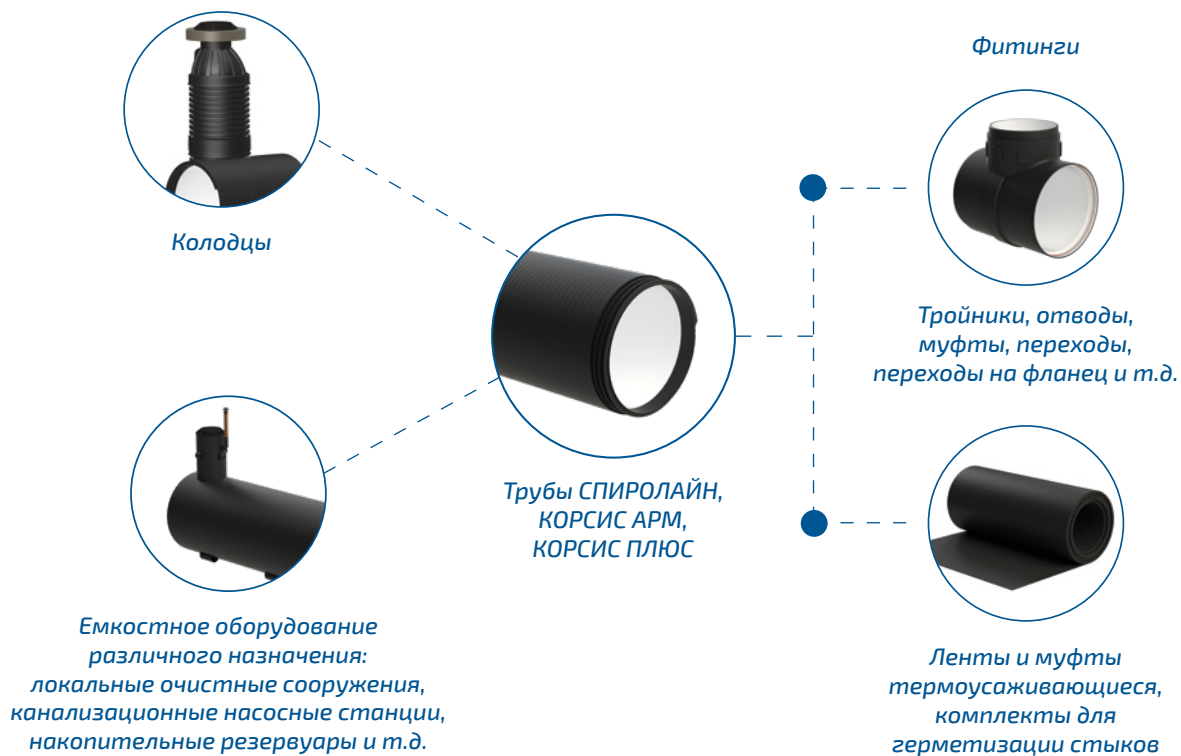 Колодцы
Емкостное оборудование
различного назначения:
локальные очистные сооружения,
канализационные насосные станции,
накопительные резервуары и т.д.
Трубы СПИРОЛАЙН,
КОРСИС АРМ,
КОРСИС ПЛЮС
Фитинги
Тройники, отводы,
муфты, переходы,
переходы на фланец и т.д.
Ленты и муфты
термоусаживающиеся,
комплекты для
герметизации стыков